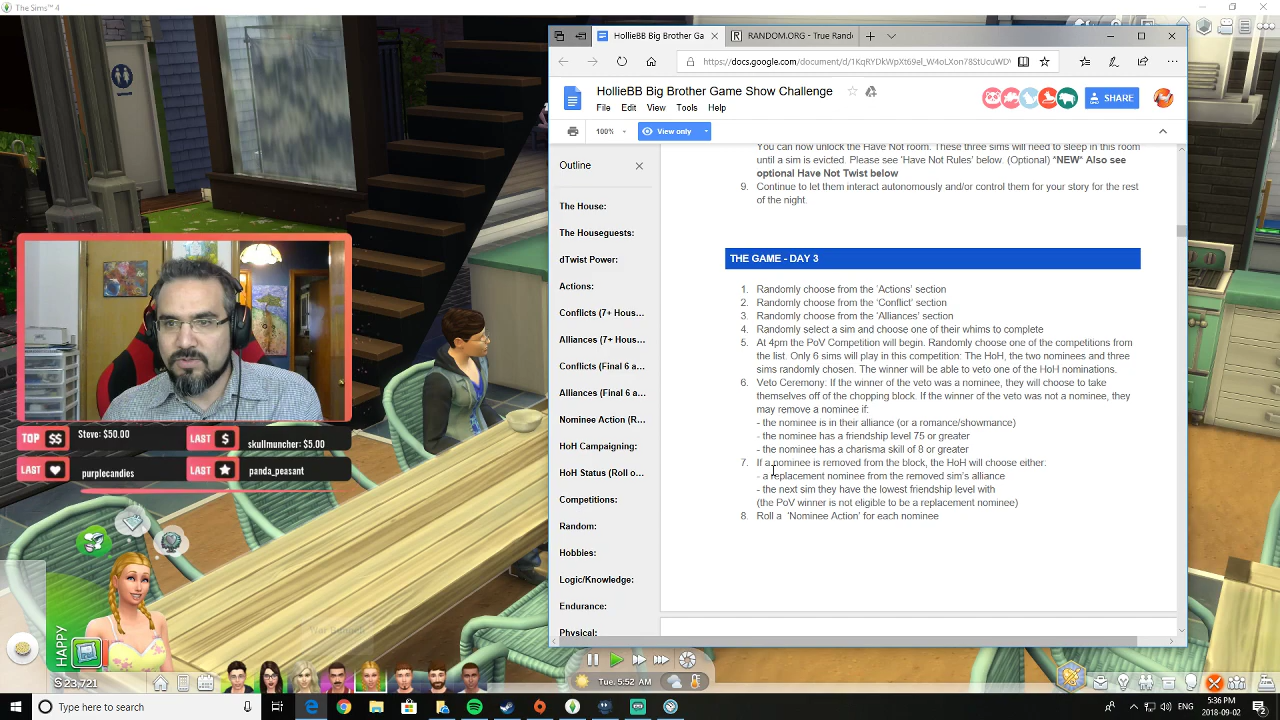 The Sims™ 4
HollieBB Big Brother Ga
RANDOM.ORG - True Rand
https://docs.google.com/document/d/1KqRYDkWpXt69el_W4oLXon78StUcuWDV
HollieBB Big Brother Game Show Challenge
File Edit View Tools Help
SHARE
100%
View only
Outline
The House:
The Houseguests:
dTwist Power:
Actions:
Conflicts (7+ Hous...
Alliances (7+ Hous...
Conflicts (Final 6 a...
Alliances (Final 6 a...
Nominee Action (R...
HoH Campaigning:
HoH Status (Roll o...
Competitions:
Random:
Hobbies:
Logic/Knowledge:
Endurance:
Physical:
You can now unlock the Have Not room. These three sims will need to sleep in this room
until a sim is evicted. Please see 'Have Not Rules' below. (Optional) *NEW* Also see
optional Have Not Twist below
9. Continue to let them interact autonomously and/or control them for your story for the rest
of the night.
THE GAME - DAY 3
1. Randomly choose from the 'Actions' section
2. Randomly choose from the 'Conflict' section
3. Randomly choose from the 'Alliances' section
4. Randomly select a sim and choose one of their whims to complete
5. At 4pm the PoV Competition will begin. Randomly choose one of the competitions from
the list. Only 6 sims will play in this competition: The HoH, the two nominees and three
sims randomly chosen. The winner will be able to veto one of the HoH nominations.
6. Veto Ceremony: If the winner of the veto was a nominee, they will choose to take
themselves off of the chopping block. If the winner of the veto was not a nominee, they
may remove a nominee if:
- the nominee is in their alliance (or a romance/showmance)
- the nominee has a friendship level 75 or greater
- the nominee has a charisma skill of 8 or greater
7. If a nominee is removed from the block, the HoH will choose either:
- a replacement nominee from the removed sim's alliance
- the next sim they have the lowest friendship level with
(the PoV winner is not eligible to be a replacement nominee)
8. Roll a 'Nominee Action' for each nominee
TOP $$ Steve: $50.00
LAST $ skullmuncher: $5.00
LAST purplecandies
LAST panda_peasant
HAPPY
$ 23,721
Tue. 5:52 AM
Type here to search
ENG
5:36 PM
2018-09-02